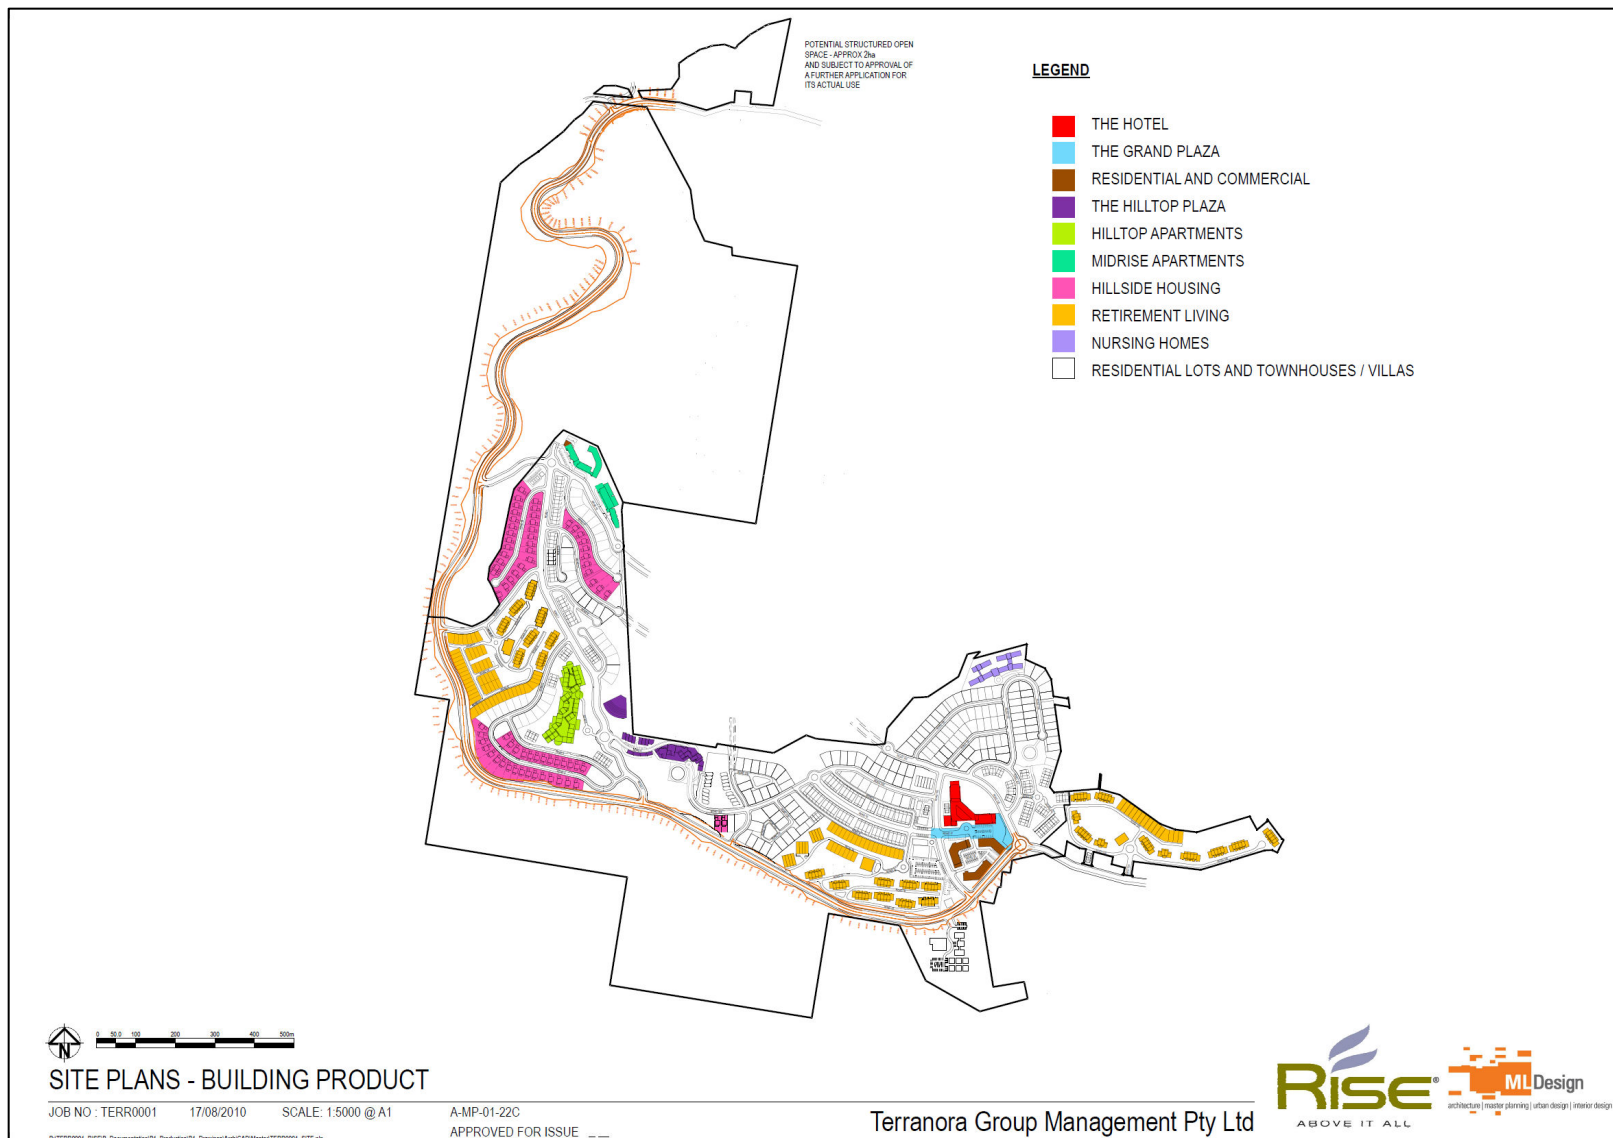 POTENTIAL STRUCTURED OPEN
SPACE - APPROX 2ha
AND SUBJECT TO APPROVAL OF
A FURTHER APPLICATION FOR
ITS ACTUAL USE
LEGEND
THE HOTEL
THE GRAND PLAZA
RESIDENTIAL AND COMMERCIAL
THE HILLTOP PLAZA
HILLTOP APARTMENTS
MIDRISE APARTMENTS
HILLSIDE HOUSING
RETIREMENT LIVING
NURSING HOMES
RESIDENTIAL LOTS AND TOWNHOUSES / VILLAS
N
0 50.0 100 200 300 400 500m
SITE PLANS - BUILDING PRODUCT
JOB NO : TERR0001 17/08/2010 SCALE: 1:5000 @ A1 A-MP-01-22C
APPROVED FOR ISSUE _ _
Terranora Group Management Pty Ltd
RISE®
ABOVE IT ALL
MLDesign
architecture | master planning | urban design | interior design